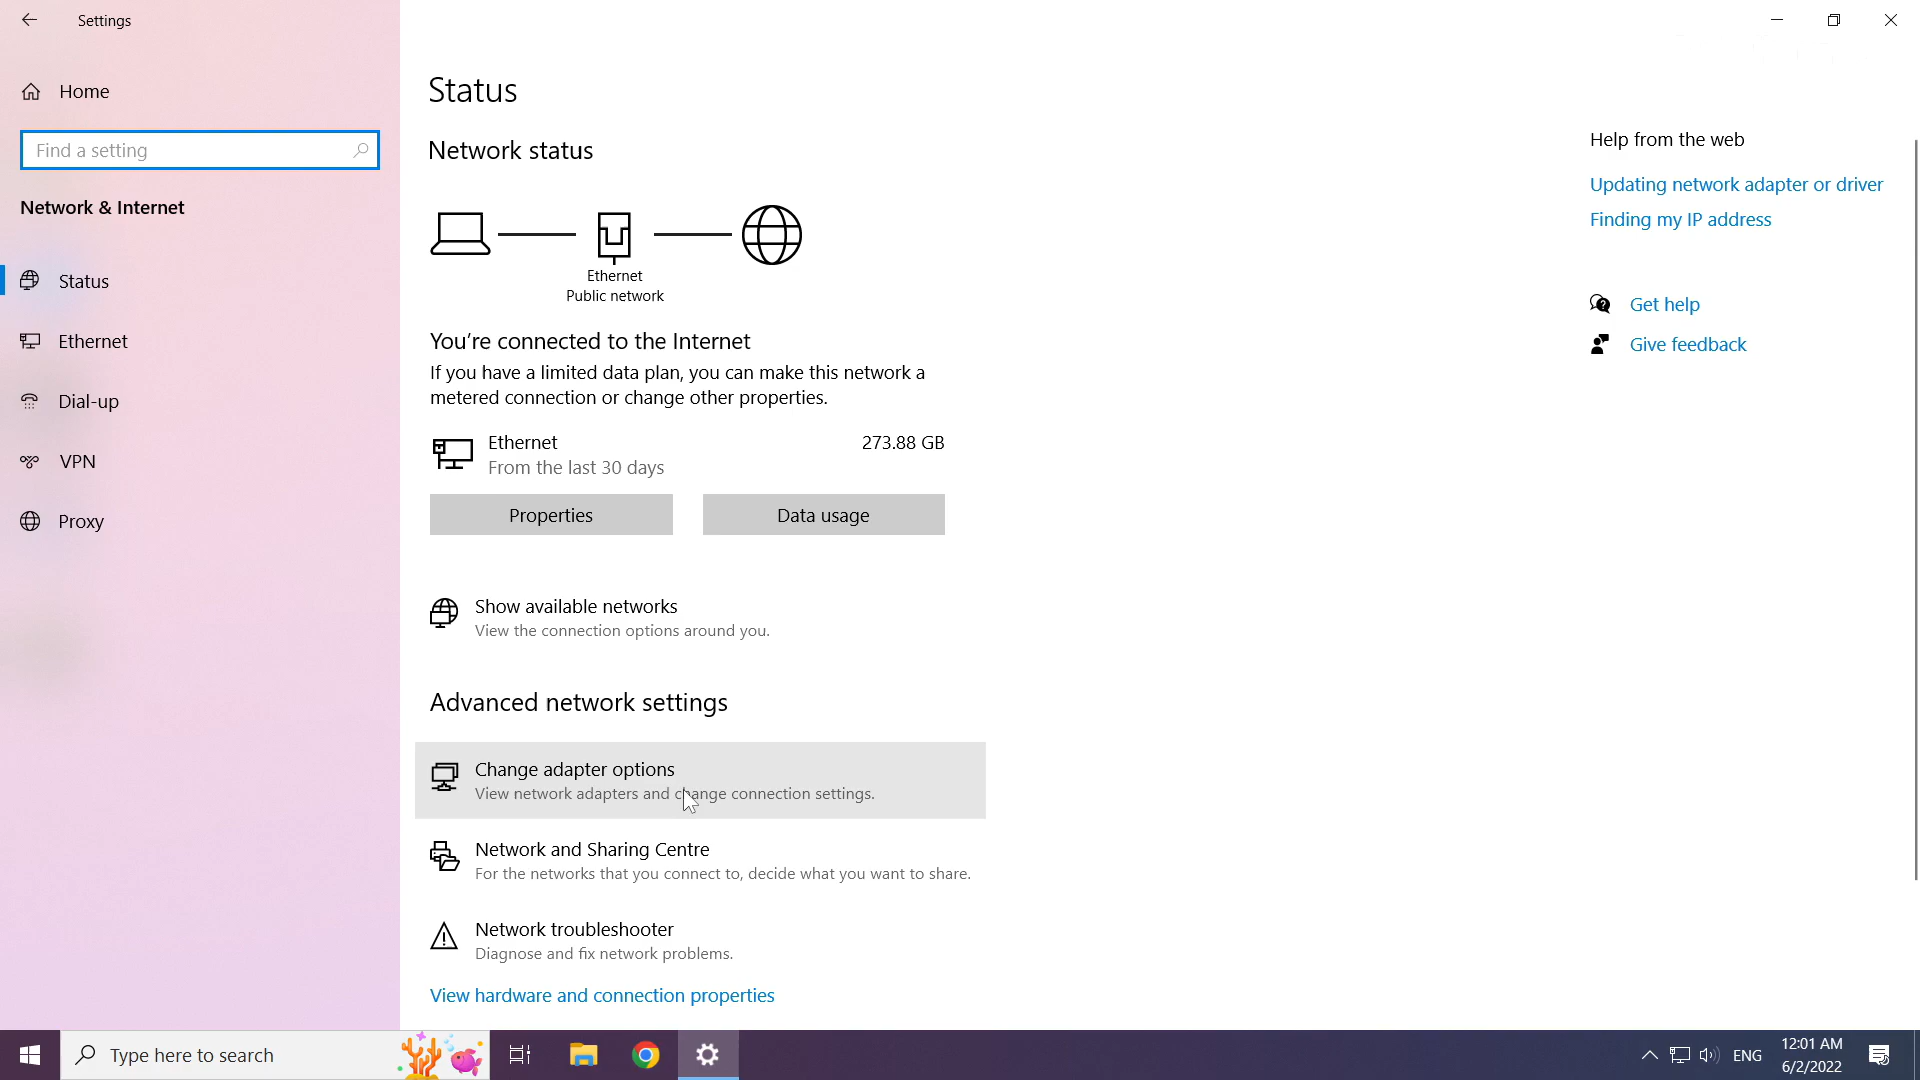 Settings
Home
Find a setting
Network & Internet
Status
Ethernet
Dial-up
VPN
Proxy
Status
Network status
Ethernet
Public network
You're connected to the Internet
If you have a limited data plan, you can make this network a
metered connection or change other properties.
Ethernet 273.88 GB
From the last 30 days
Properties Data usage
Show available networks
View the connection options around you.
Advanced network settings
Change adapter options
View network adapters and change connection settings.
Network and Sharing Centre
For the networks that you connect to, decide what you want to share.
Network troubleshooter
Diagnose and fix network problems.
View hardware and connection properties
Help from the web
Updating network adapter or driver
Finding my IP address
Get help
Give feedback
Type here to search
ENG
12:01 AM
6/2/2022